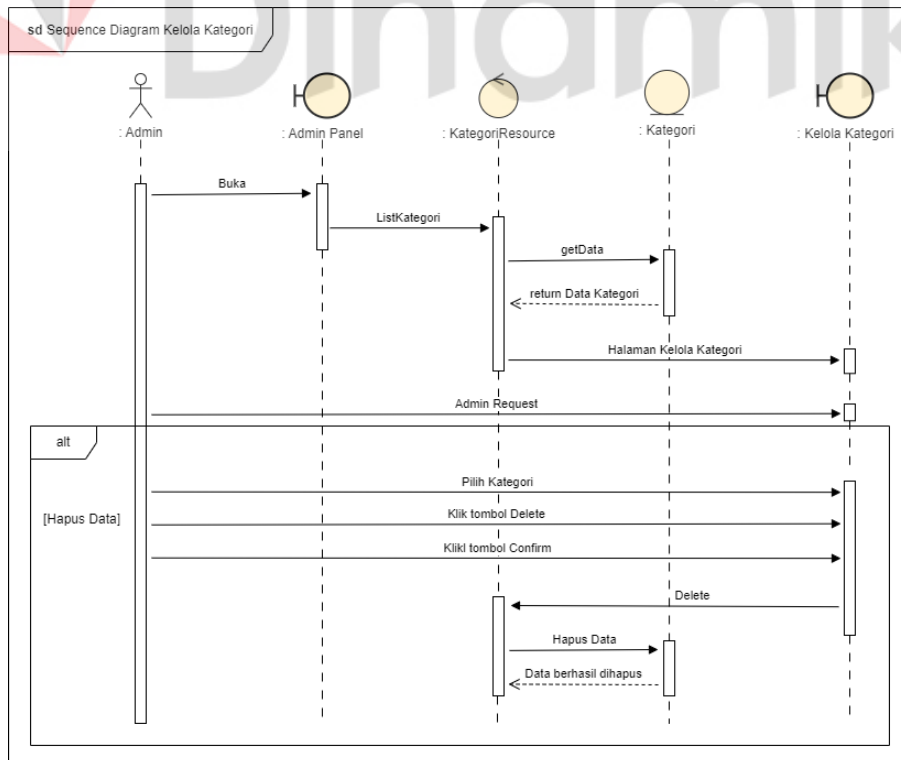 Dinamik
sd Sequence Diagram Kelola Kategori
: Admin
: Admin Panel
: KategoriResource
: Kategori
: Kelola Kategori
Buka
ListKategori
getData
return Data Kategori
Halaman Kelola Kategori
Admin Request
alt
Pilih Kategori
[Hapus Data]
Klik tombol Delete
Klikl tombol Confirm
Delete
Hapus Data
Data berhasil dihapus